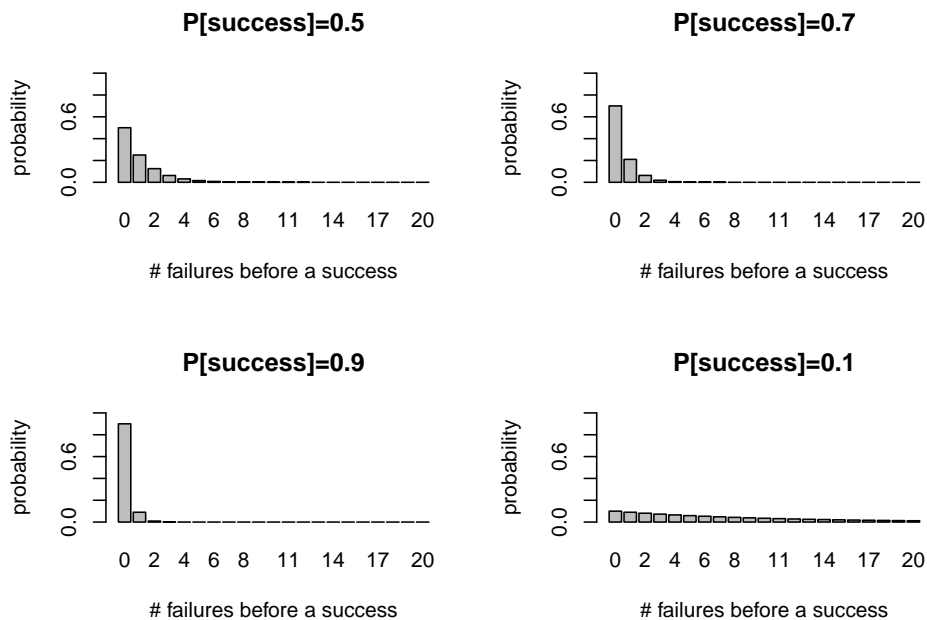 P[success]=0.5
probability
0.6
0.0
0 2 4 6 8 11 14 17 20
# failures before a success
P[success]=0.7
probability
0.6
0.0
0 2 4 6 8 11 14 17 20
# failures before a success
P[success]=0.9
probability
0.6
0.0
0 2 4 6 8 11 14 17 20
# failures before a success
P[success]=0.1
probability
0.6
0.0
0 2 4 6 8 11 14 17 20
# failures before a success